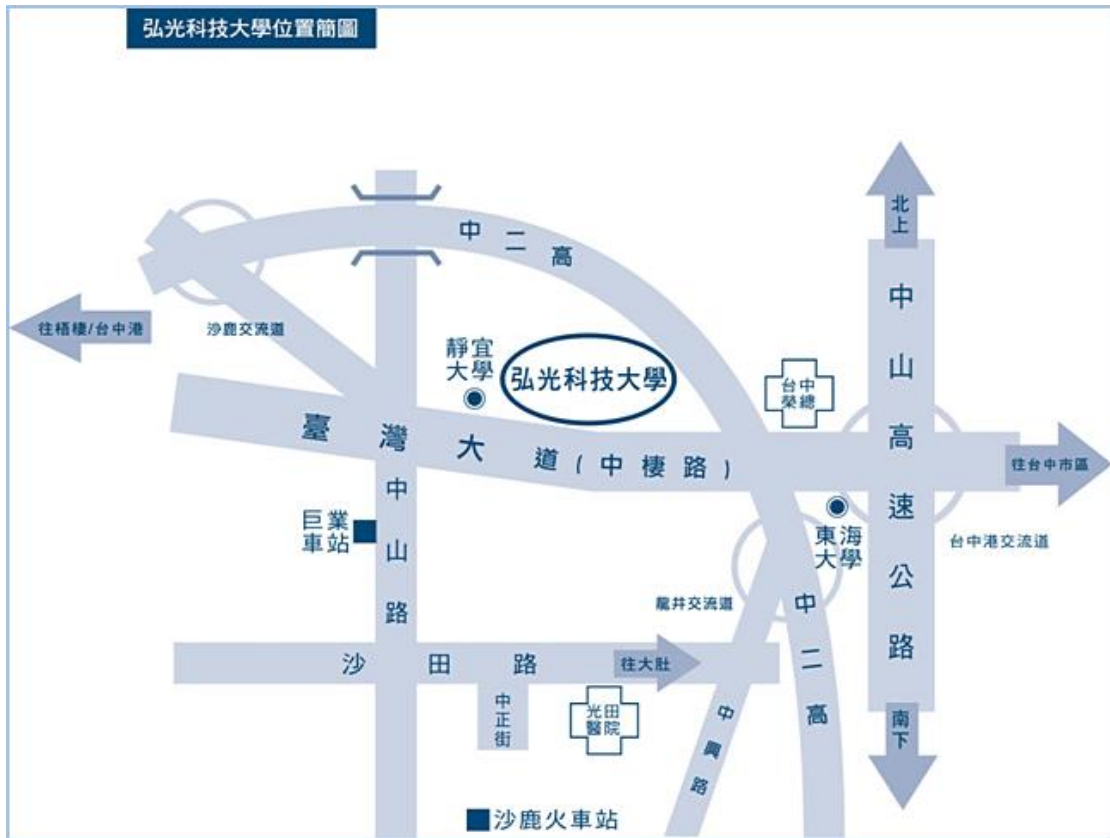 弘光科技大學位置簡圖
北上
中二高
中山高速公路
往梧棲/台中港
沙鹿交流道
靜宜
大學
弘光科技大學
台中
榮總
臺灣大道(中棲路)
往台中市區
中山路
巨業
車站
東海
大學
台中港交流道
龍井交流道
中二高
沙田路
往大肚
中正街
光田
醫院
中興路
南下
沙鹿火車站